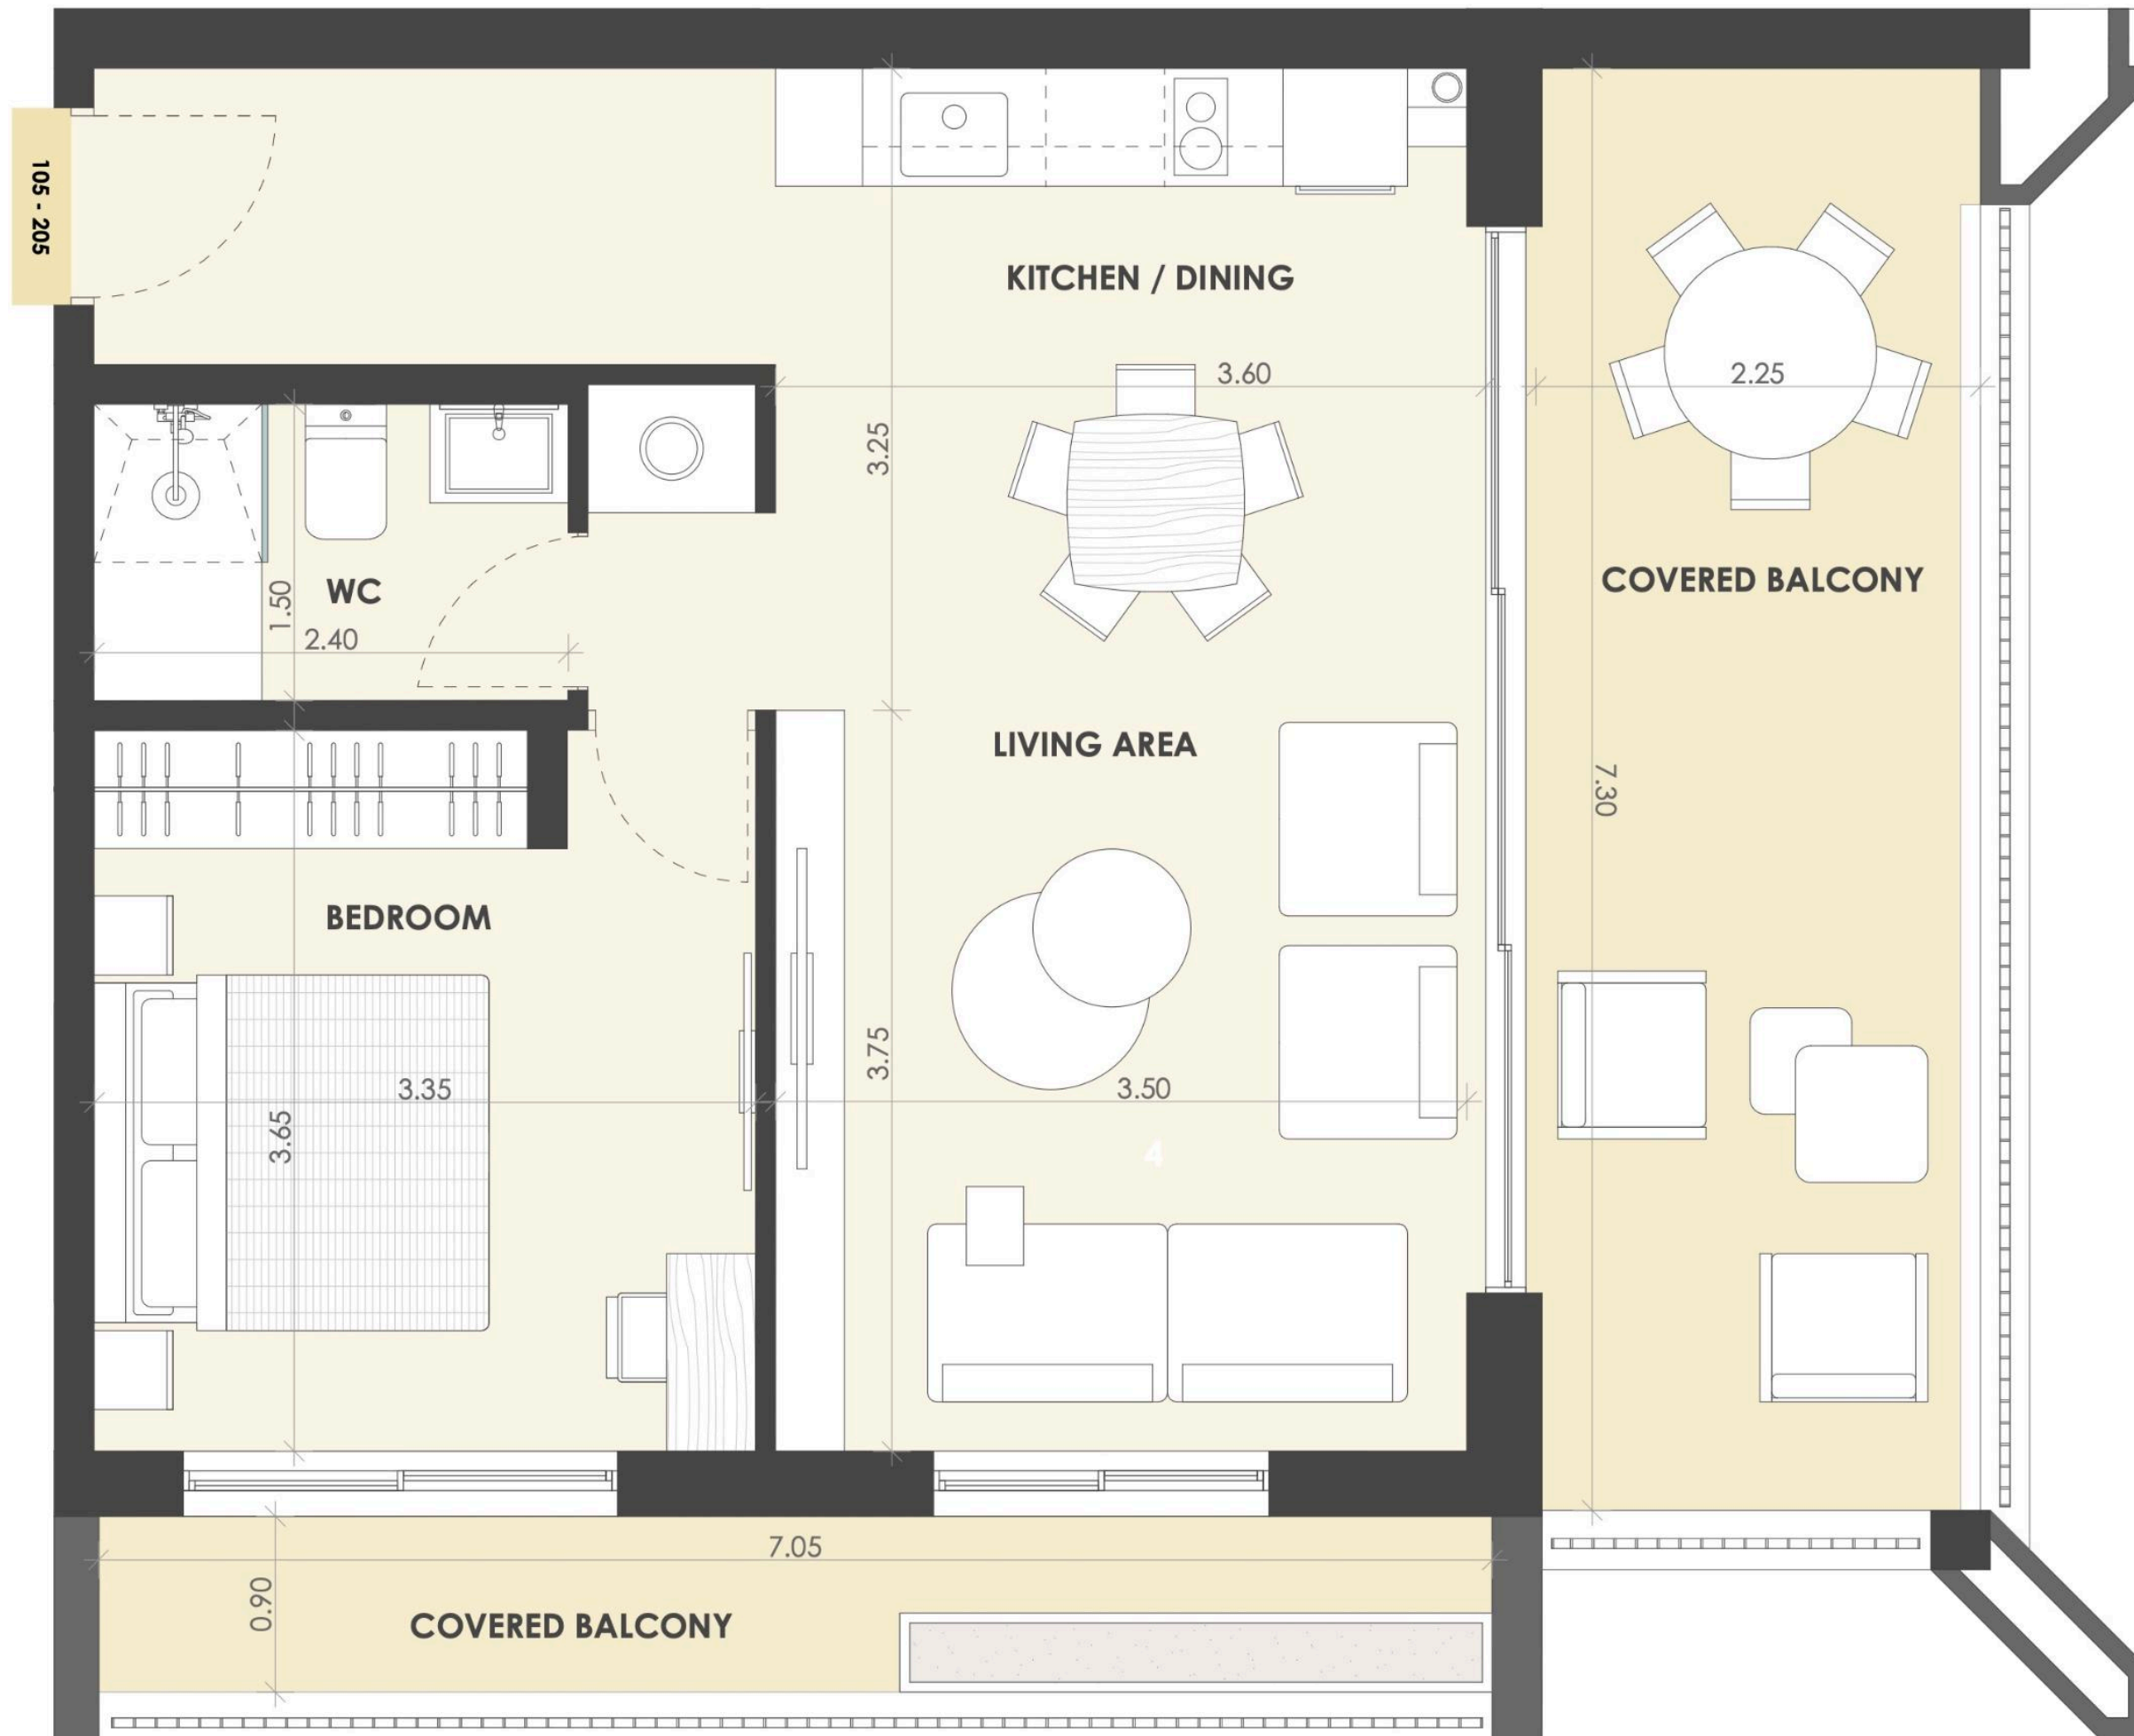 105 - 205
KITCHEN / DINING
3.60
2.25
3.25
COVERED BALCONY
WC
1.50
2.40
LIVING AREA
7.30
BEDROOM
3.75
3.35
3.50
3.65
4
7.05
0.90
COVERED BALCONY